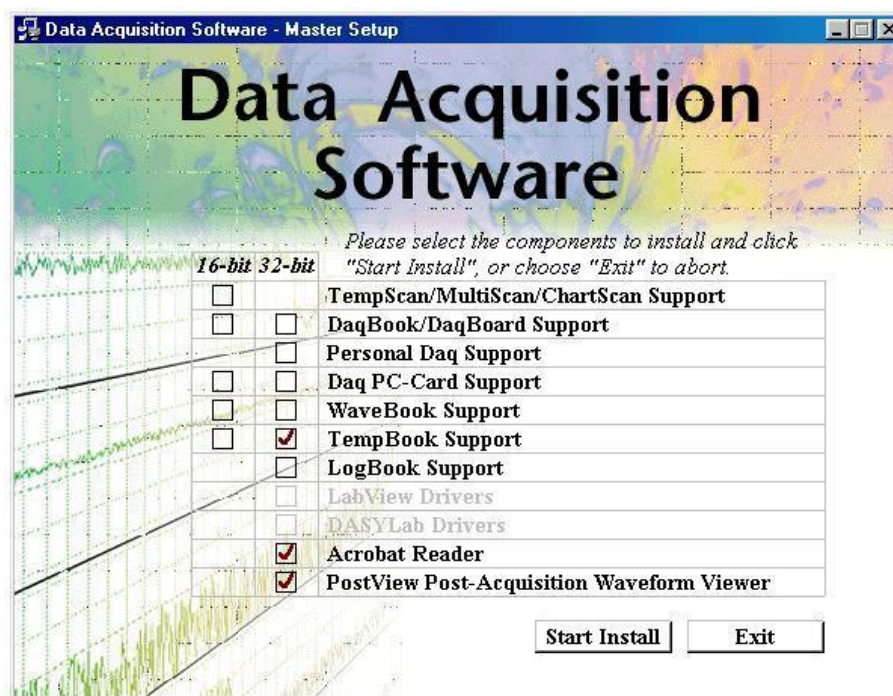 Data Acquisition Software - Master Setup
Data Acquisition
Software
Please select the components to install and click
"Start Install", or choose "Exit" to abort.
16-bit 32-bit
TempScan/MultiScan/ChartScan Support
DaqBook/DaqBoard Support
Personal Daq Support
Daq PC-Card Support
WaveBook Support
TempBook Support
LogBook Support
LabView Drivers
DASYLab Drivers
Acrobat Reader
PostView Post-Acquisition Waveform Viewer
Start Install
Exit